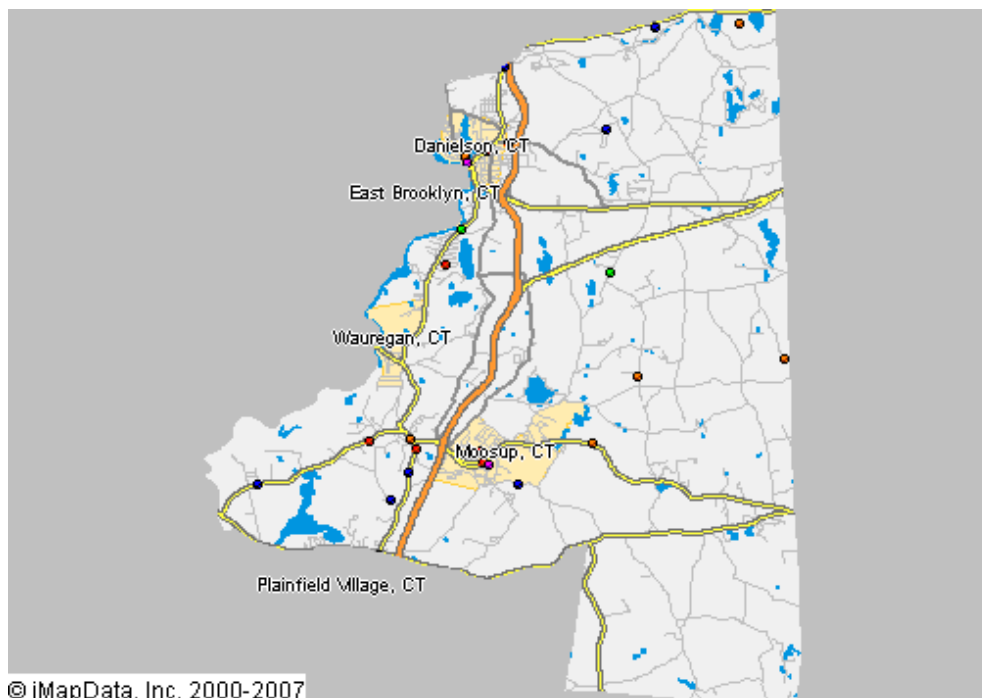 Danielson, CT
East Brooklyn, CT
Wauregan, CT
Moosup, CT
Plainfield Village, CT
© iMapData, Inc. 2000-2007